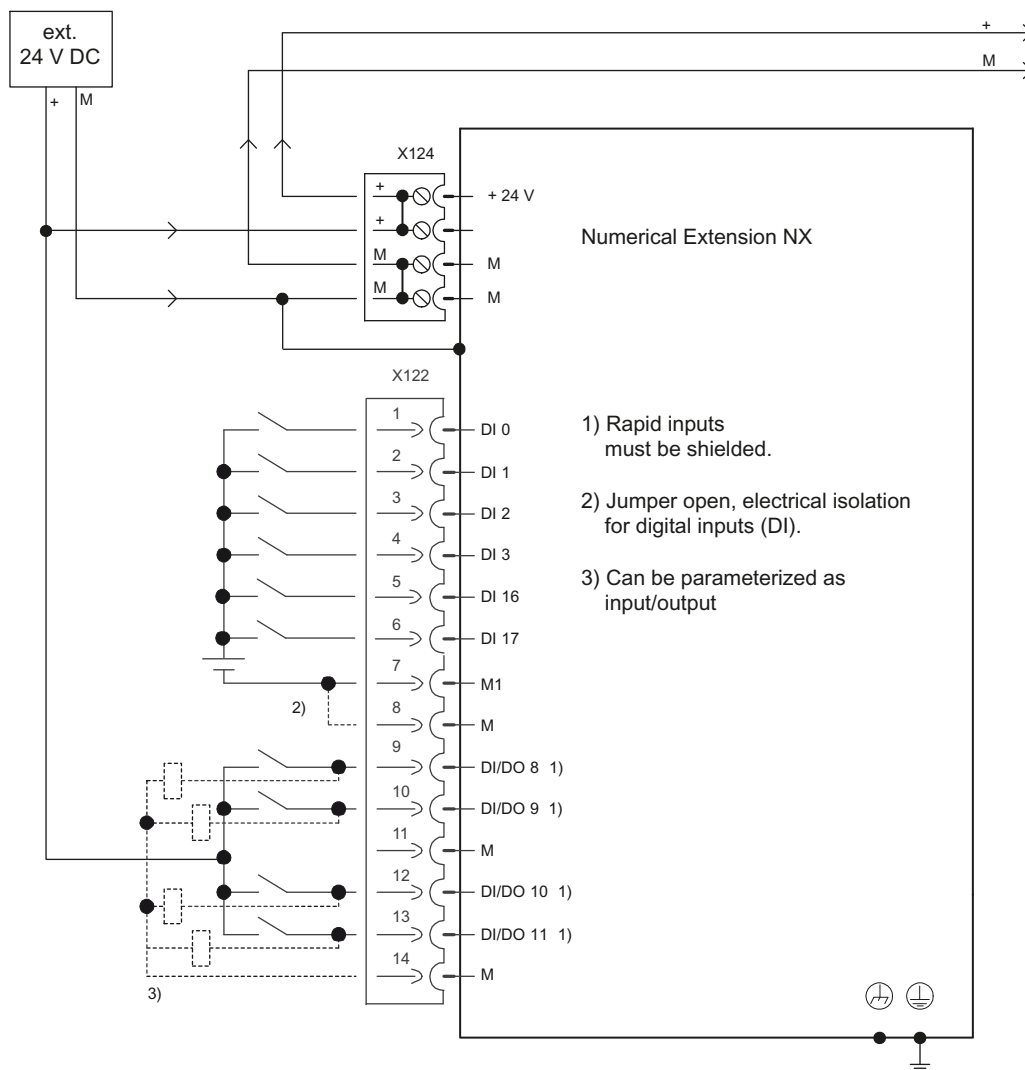 ext.
24 V DC
+
M
+
M
X124
+
+
M
M
+ 24 V
M
M
Numerical Extension NX
X122
1
2
3
4
5
6
7
8
9
10
11
12
13
14
DI 0
DI 1
DI 2
DI 3
DI 16
DI 17
M1
M
DI/DO 8 1)
DI/DO 9 1)
M
DI/DO 10 1)
DI/DO 11 1)
M
2)
3)
1) Rapid inputs
must be shielded.
2) Jumper open, electrical isolation
for digital inputs (DI).
3) Can be parameterized as
input/output